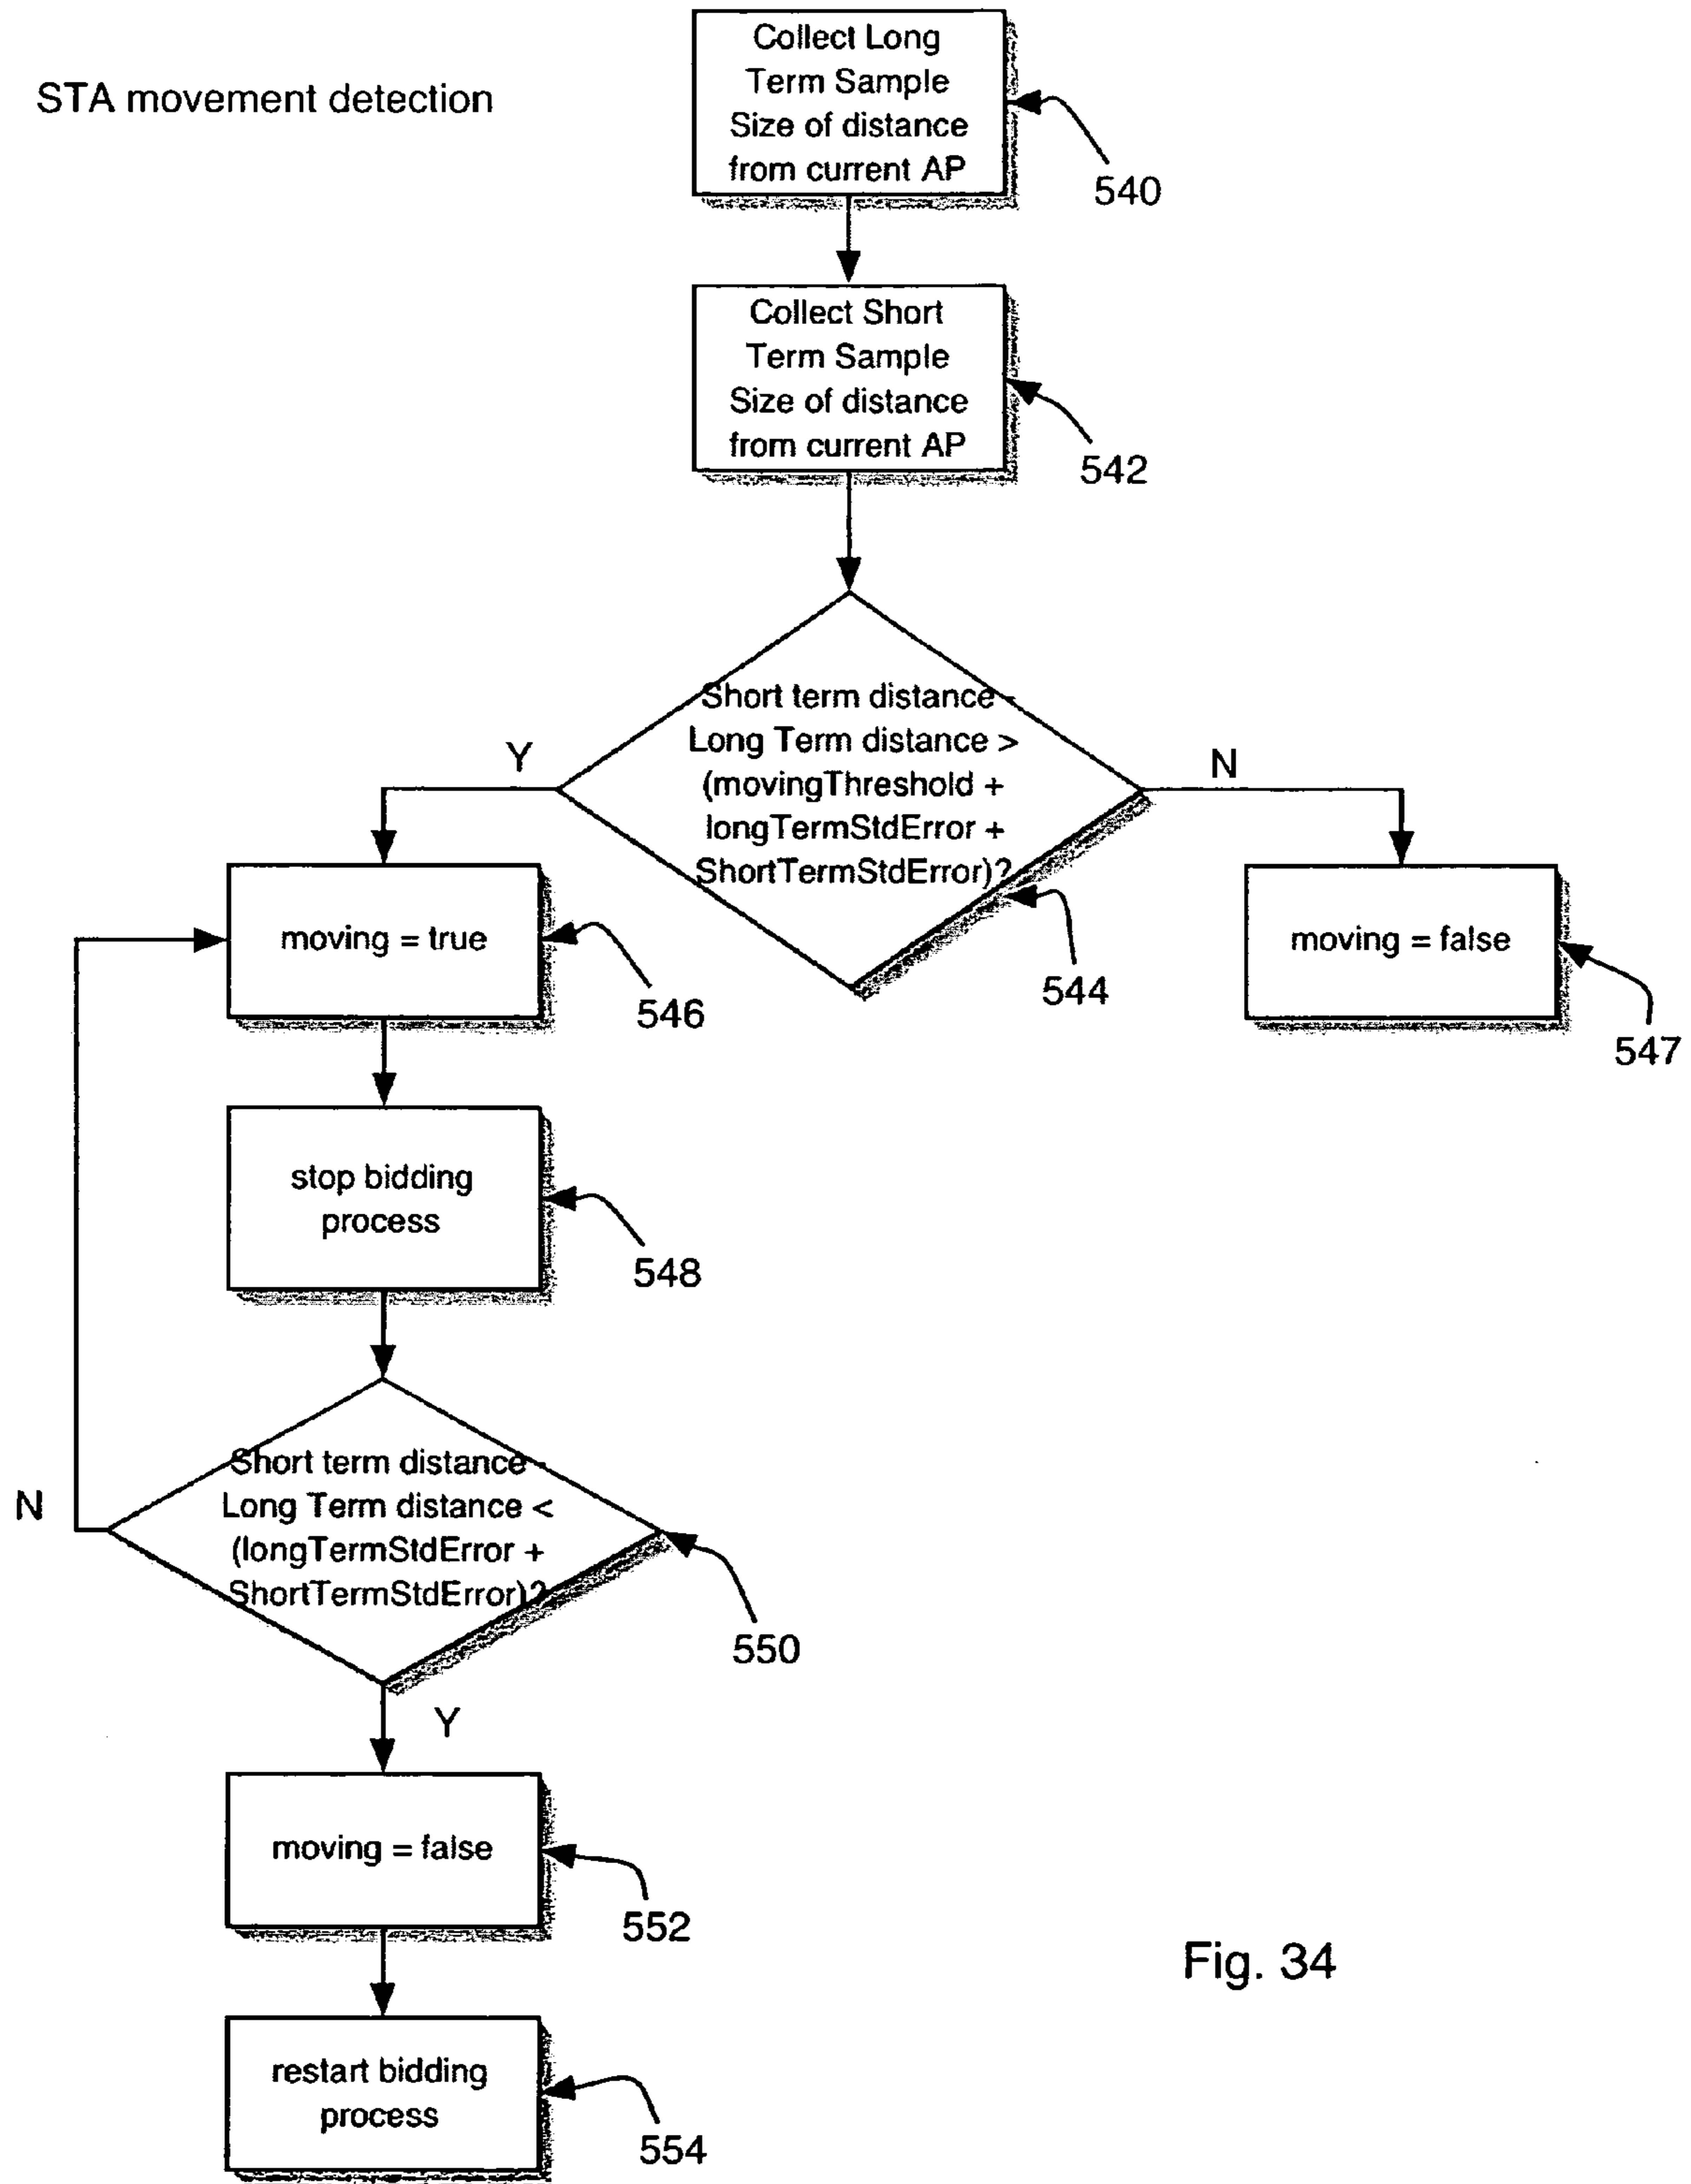 STA movement detection
Collect Long
Term Sample
Size of distance
from current AP
540
Collect Short
Term Sample
Size of distance
from current AP
542
Short term distance -
Long Term distance >
(movingThreshold +
longTermStdError +
ShortTermStdError)?
Y
N
544
moving = true
546
moving = false
547
stop bidding
process
548
Short term distance -
Long Term distance <
(longTermStdError +
ShortTermStdError)?
N
550
Y
moving = false
552
restart bidding
process
554
Fig. 34